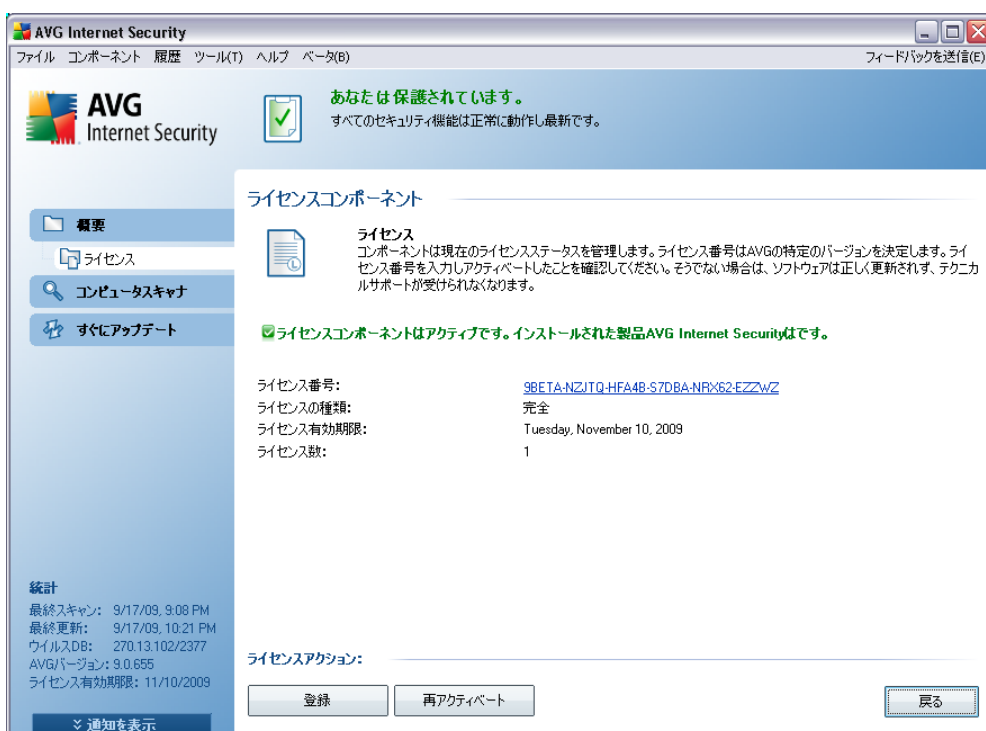 AVG Internet Security
ファイル コンポーネント 履歴 ツール(T) ヘルプ ベータ(B) フィードバックを送信(E)
AVG
Internet Security
あなたは保護されています。
すべてのセキュリティ機能は正常に動作し最新です。
概要
ライセンス
コンピュータスキャナ
すぐにアップデート
ライセンスコンポーネント
ライセンス
コンポーネントは現在のライセンスステータスを管理します。ライセンス番号はAVGの特定のバージョンを決定します。ライ
センス番号を入力しアクティベートしたことを確認してください。そうでない場合は、ソフトウェアは正しく更新されず、テクニカ
ルサポートが受けられなくなります。
ライセンスコンポーネントはアクティブです。インストールされた製品AVG Internet Securityはです。
ライセンス番号: 9BETA-NZJTQ-HFA4B-S7DBA-NRX62-EZZWZ
ライセンスの種類: 完全
ライセンス有効期限: Tuesday, November 10, 2009
ライセンス数: 1
統計
最終スキャン: 9/17/09, 9:08 PM
最終更新: 9/17/09, 10:21 PM
ウイルスDB: 270.13.102/2377
AVGバージョン: 9.0.655
ライセンス有効期限: 11/10/2009
通知を表示
ライセンスアクション:
登録 再アクティベート 戻る